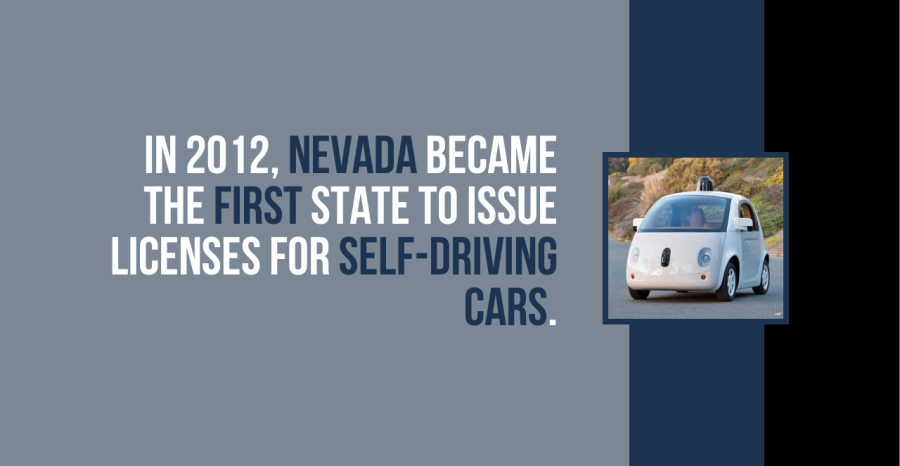 IN 2012, NEVADA BECAME
THE FIRST STATE TO ISSUE
LICENSES FOR SELF-DRIVING
CARS.